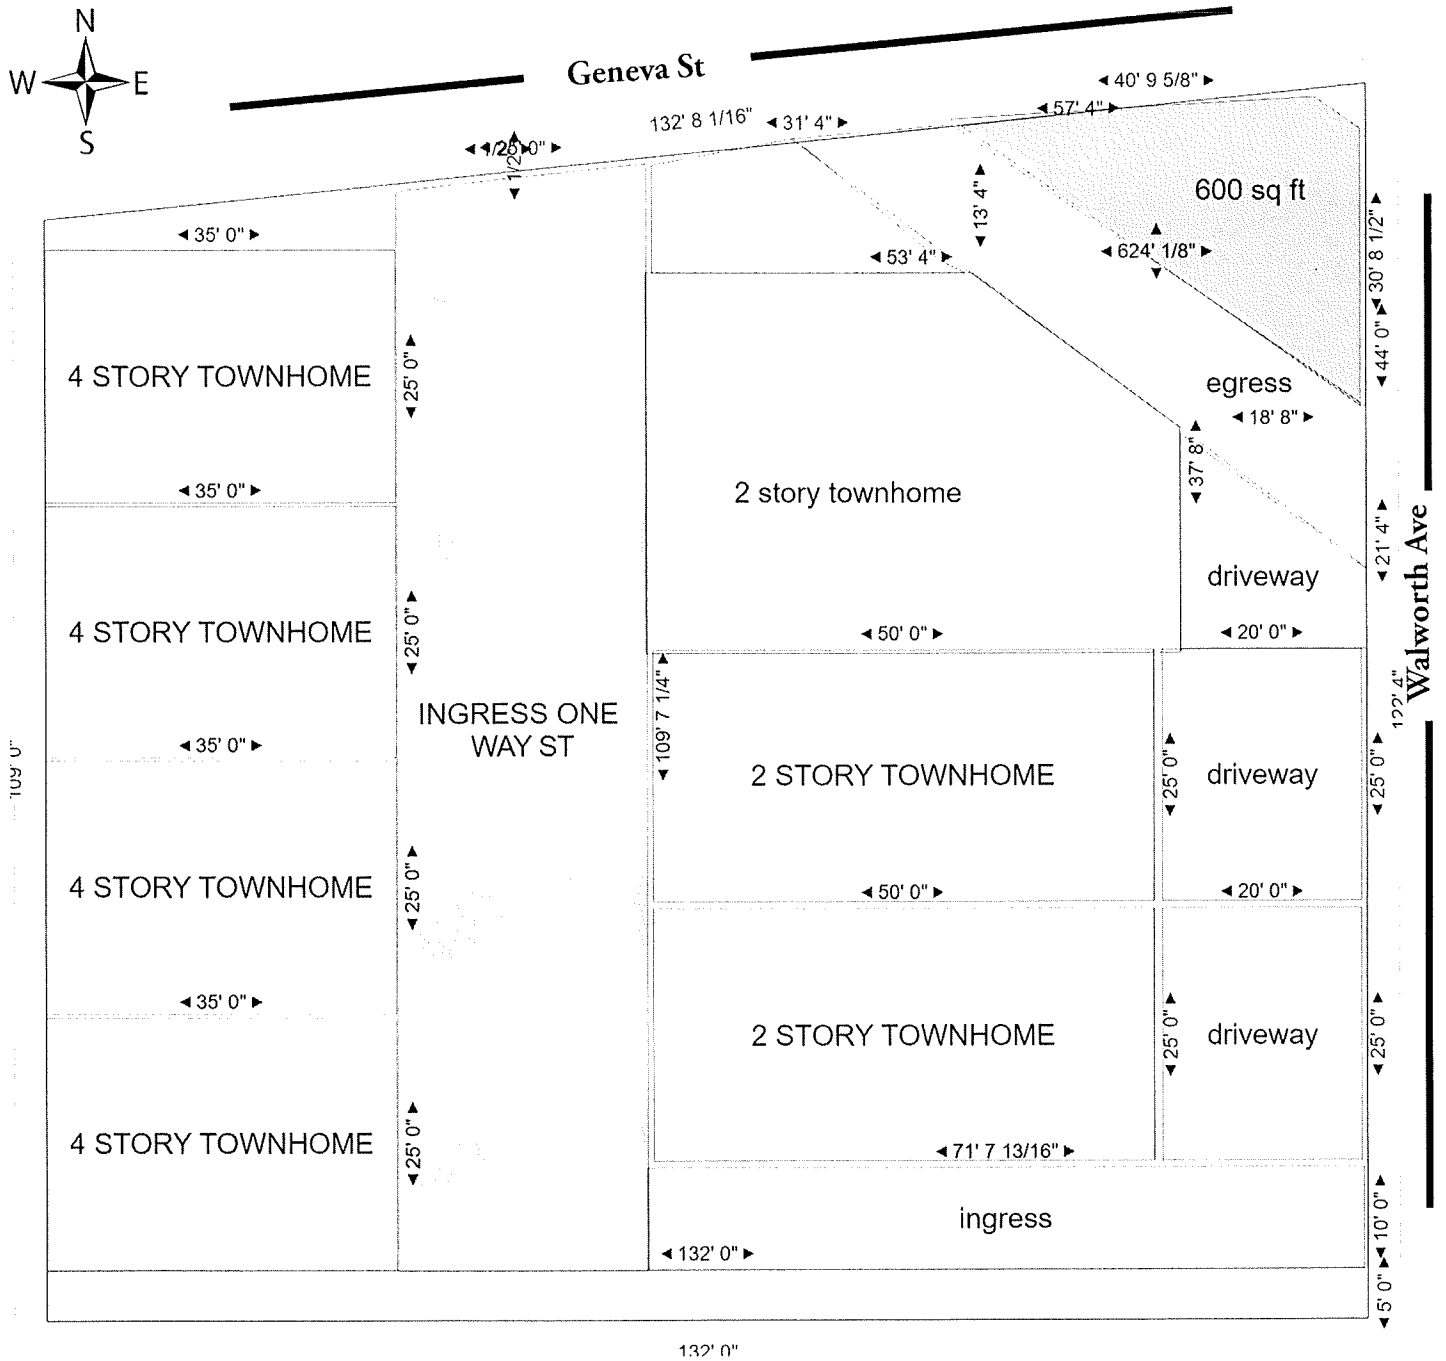 N
W E
S
Geneva St
40' 9 5/8"
57' 4"
132' 8 1/16"
31' 4"
1/2
600 sq ft
13' 4"
30' 8 1/2"
35' 0"
53' 4"
624' 1/8"
44' 0"
4 STORY TOWNHOME
25' 0"
egress
18' 8"
35' 0"
2 story townhome
37' 8"
21' 4"
Walworth Ave
4 STORY TOWNHOME
25' 0"
driveway
50' 0"
20' 0"
122' 4"
INGRESS ONE
WAY ST
109' 7 1/4"
35' 0"
109' 0"
2 STORY TOWNHOME
25' 0"
driveway
25' 0"
4 STORY TOWNHOME
25' 0"
50' 0"
20' 0"
35' 0"
2 STORY TOWNHOME
25' 0"
driveway
25' 0"
4 STORY TOWNHOME
25' 0"
71' 7 13/16"
ingress
10' 0"
132' 0"
5' 0"
132' 0"